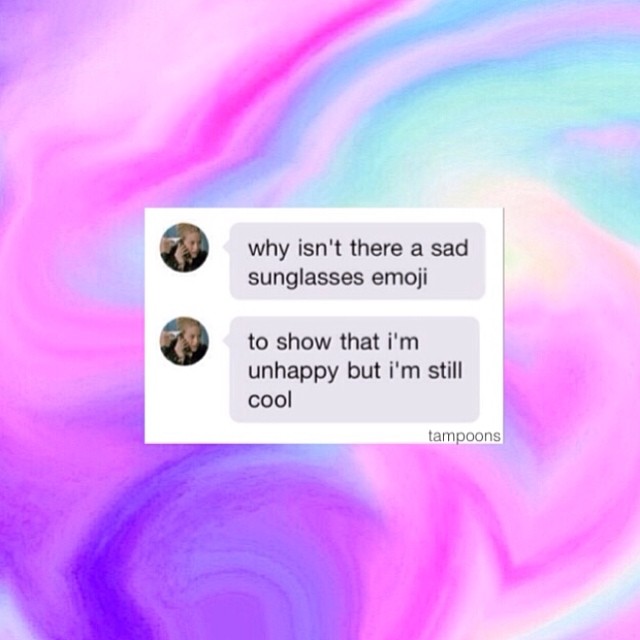 why isn't there a sad
sunglasses emoji
to show that i'm
unhappy but i'm still
cool
tampoons